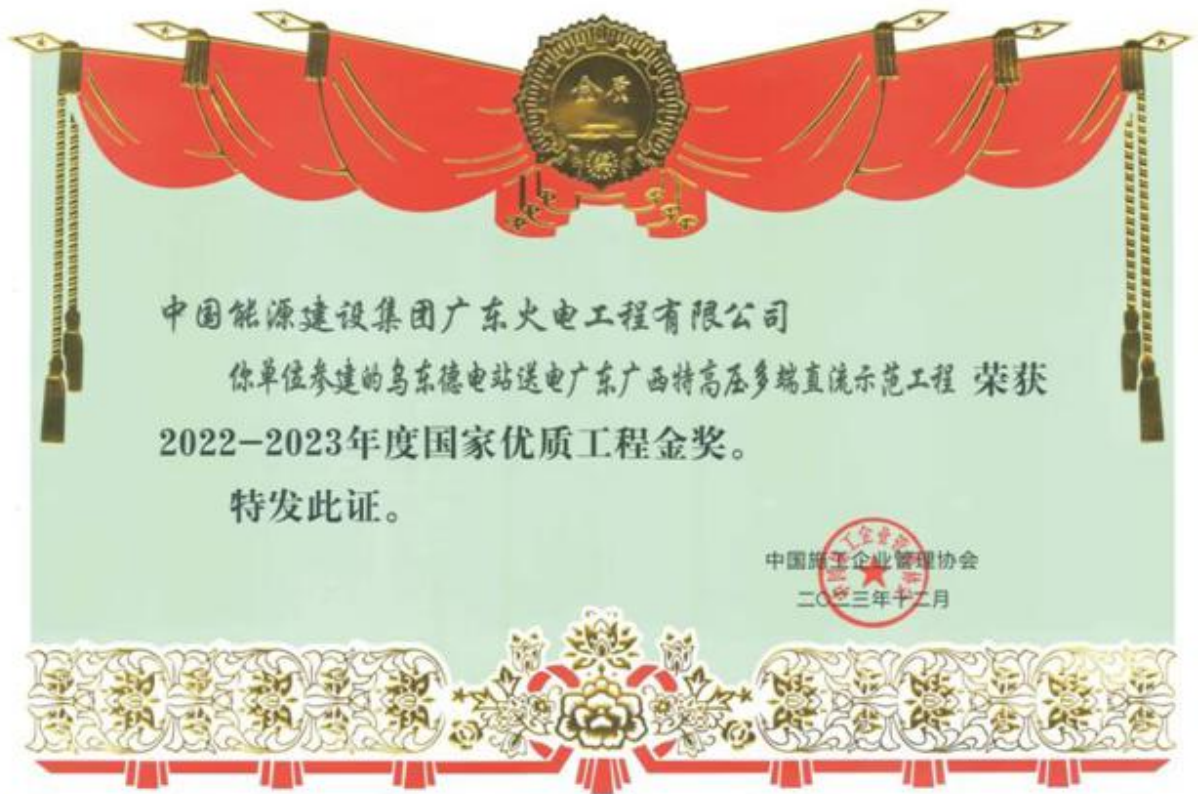 金质
奖
中国能源建设集团广东火电工程有限公司
你单位参建的乌东德电站送电广东广西特高压多端直流示范工程 荣获
2022-2023年度国家优质工程金奖。
特发此证。
中国施工企业管理协会
二〇二三年十二月